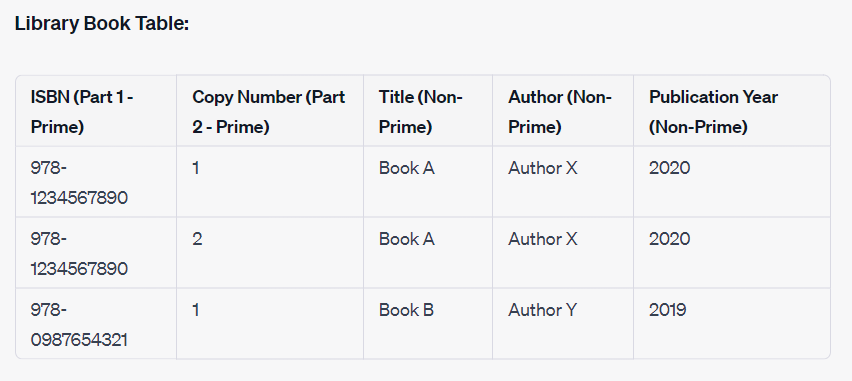 Library Book Table:
ISBN (Part 1 - Copy Number (Part Title (Non- Author (Non- Publication Year
Prime) 2 - Prime) Prime) Prime) (Non-Prime)
978- 1 Book A Author X 2020
1234567890
978- 2 Book A Author X 2020
1234567890
978- 1 Book B Author Y 2019
0987654321